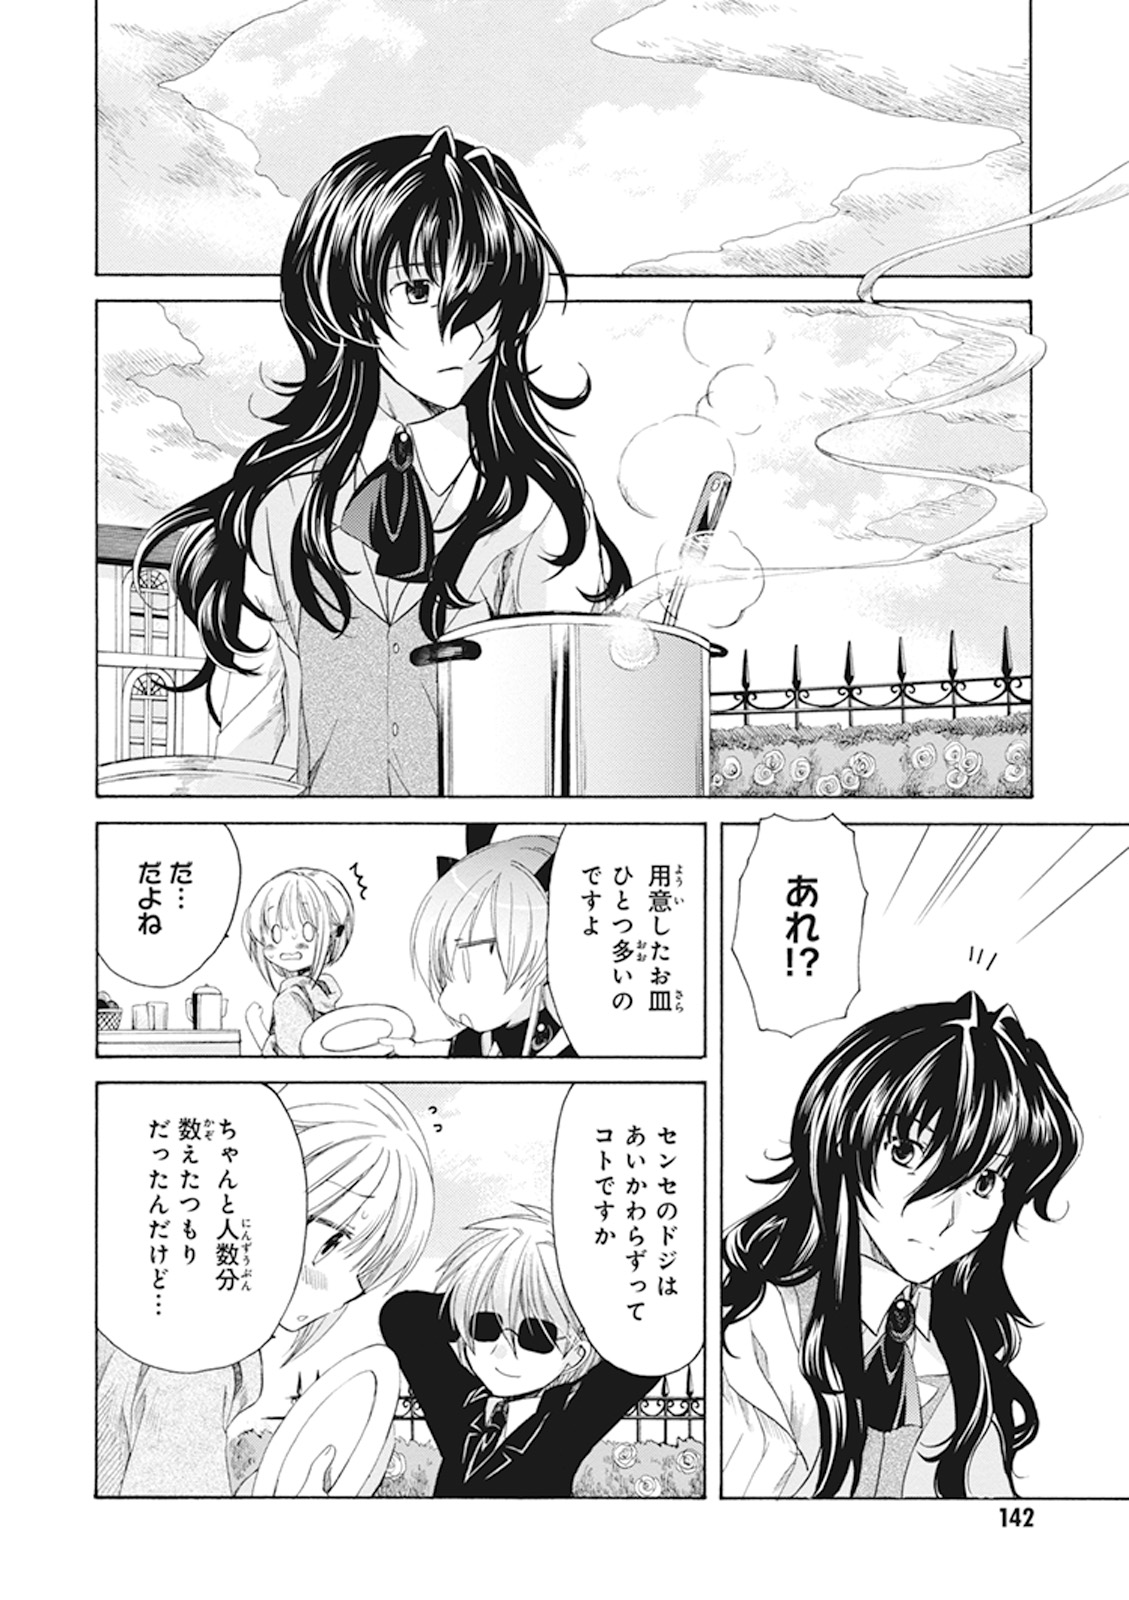 あれ!?
用意したお皿
ひとつ多いの
ですよ
だ…
だよね
センセのドジは
あいかわらずって
コトですか
ちゃんと人数分
数えたつもり
だったんだけど…
142